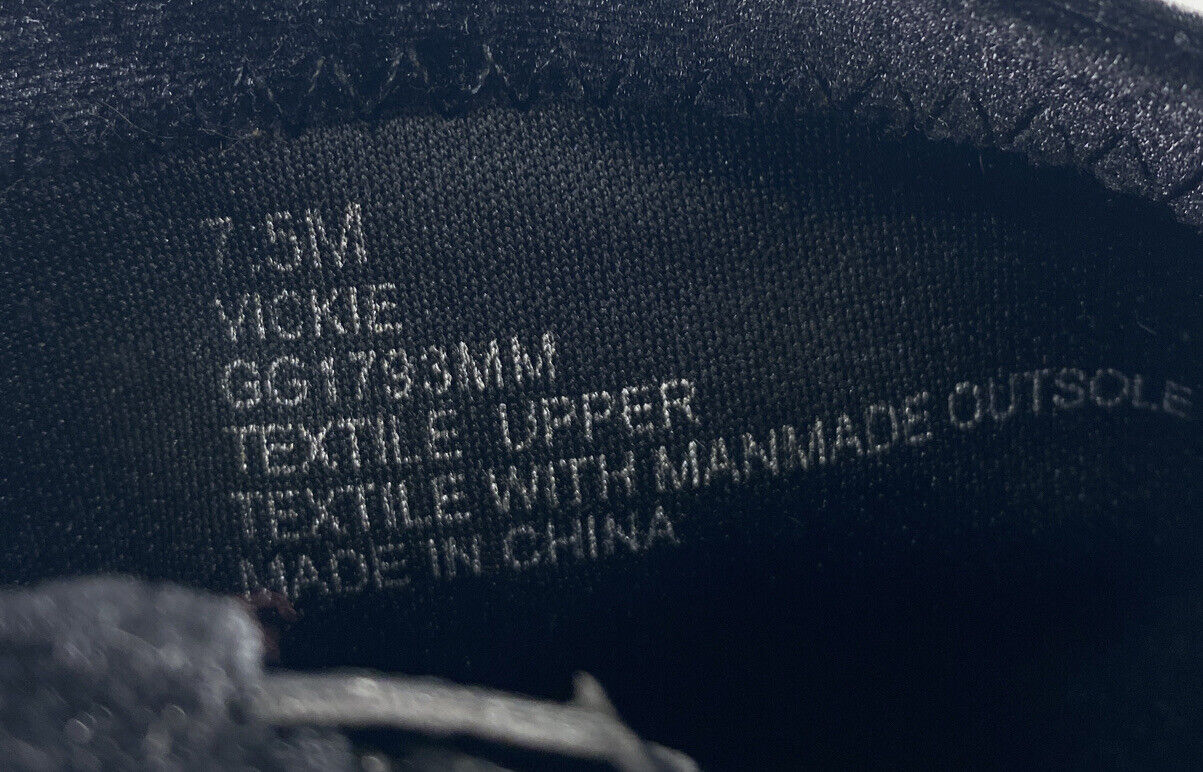 7.5M
VICKIE
GG1793MM
TEXTILE UPPER
TEXTILE WITH MANMADE OUTSOLE
MADE IN CHINA